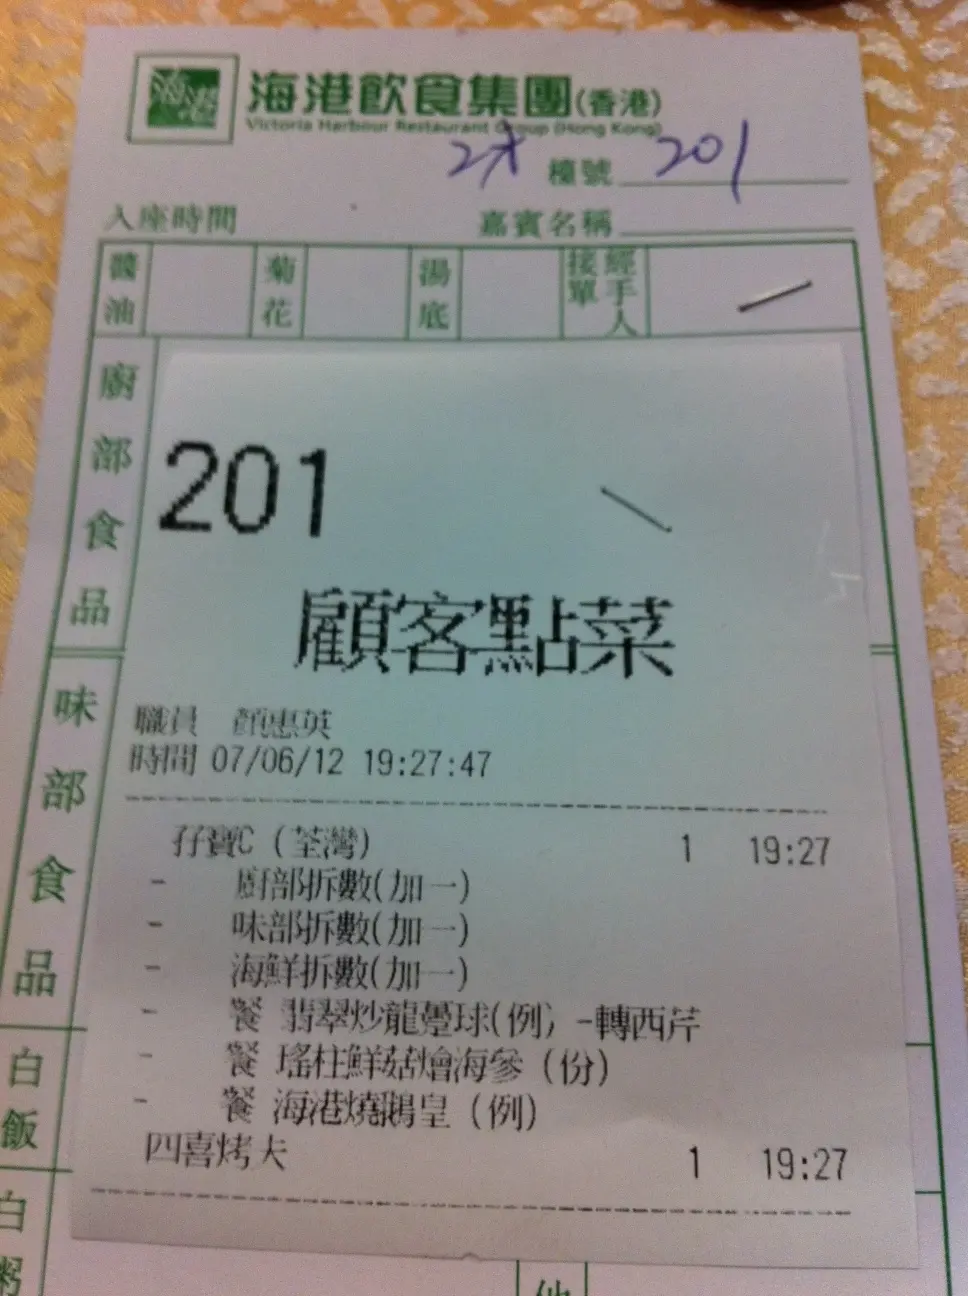 海港
海港飲食集團(香港)
Victoria Harbour Restaurant Group (Hong Kong)
檯號 201
入座時間 嘉賓名稱
醬油 菊花 湯底 接單 經手人
廚部食品
201
顧客點菜
味部食品
職員 顏惠英
時間 07/06/12 19:27:47
孖寶C (荃灣) 1 19:27
- 廚部拆數(加一)
- 味部拆數(加一)
- 海鮮拆數(加一)
- 餐 翡翠炒龍躉球(例) -轉西芹
- 餐 瑤柱鮮菇燴海參 (份)
- 餐 海港燒鵝皇 (例)
四喜烤夫 1 19:27
白飯
白粥
他